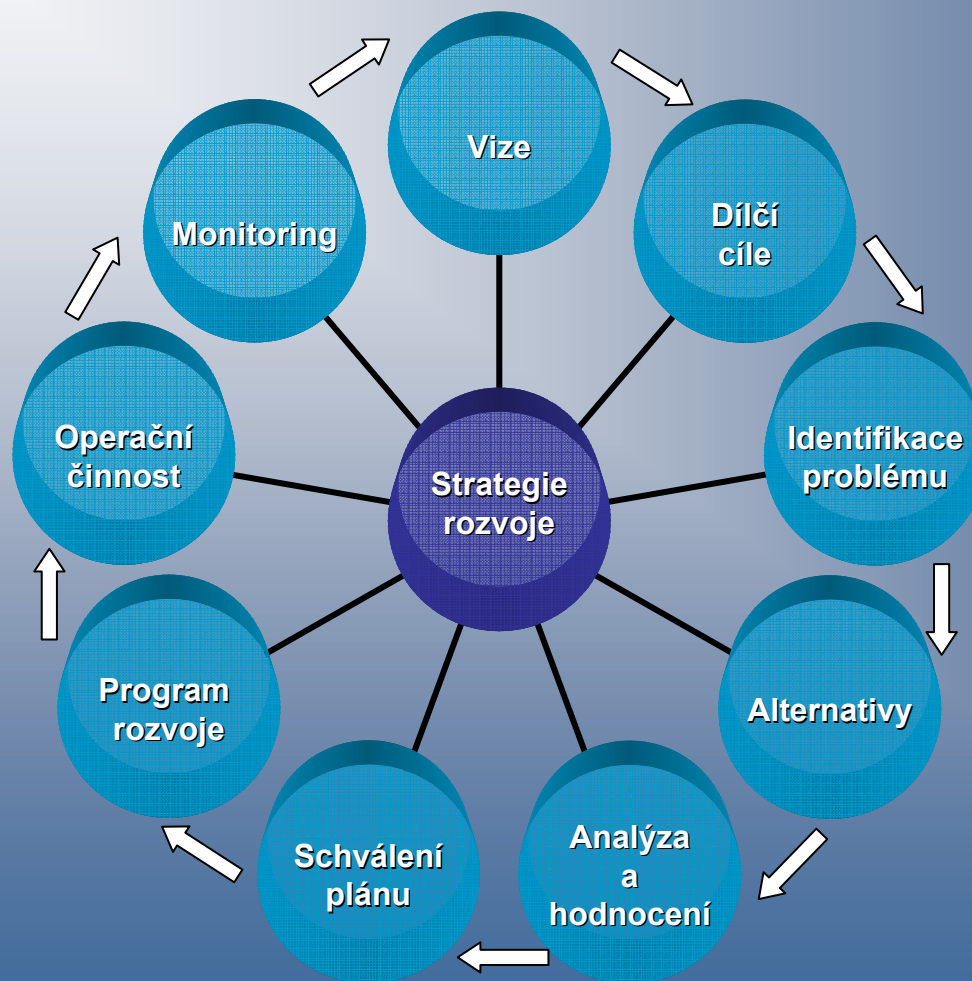 Vize
Dílčí
cíle
Identifikace
problému
Alternativy
Analýza
a
hodnocení
Schválení
plánu
Program
rozvoje
Operační
činnost
Monitoring
Strategie
rozvoje